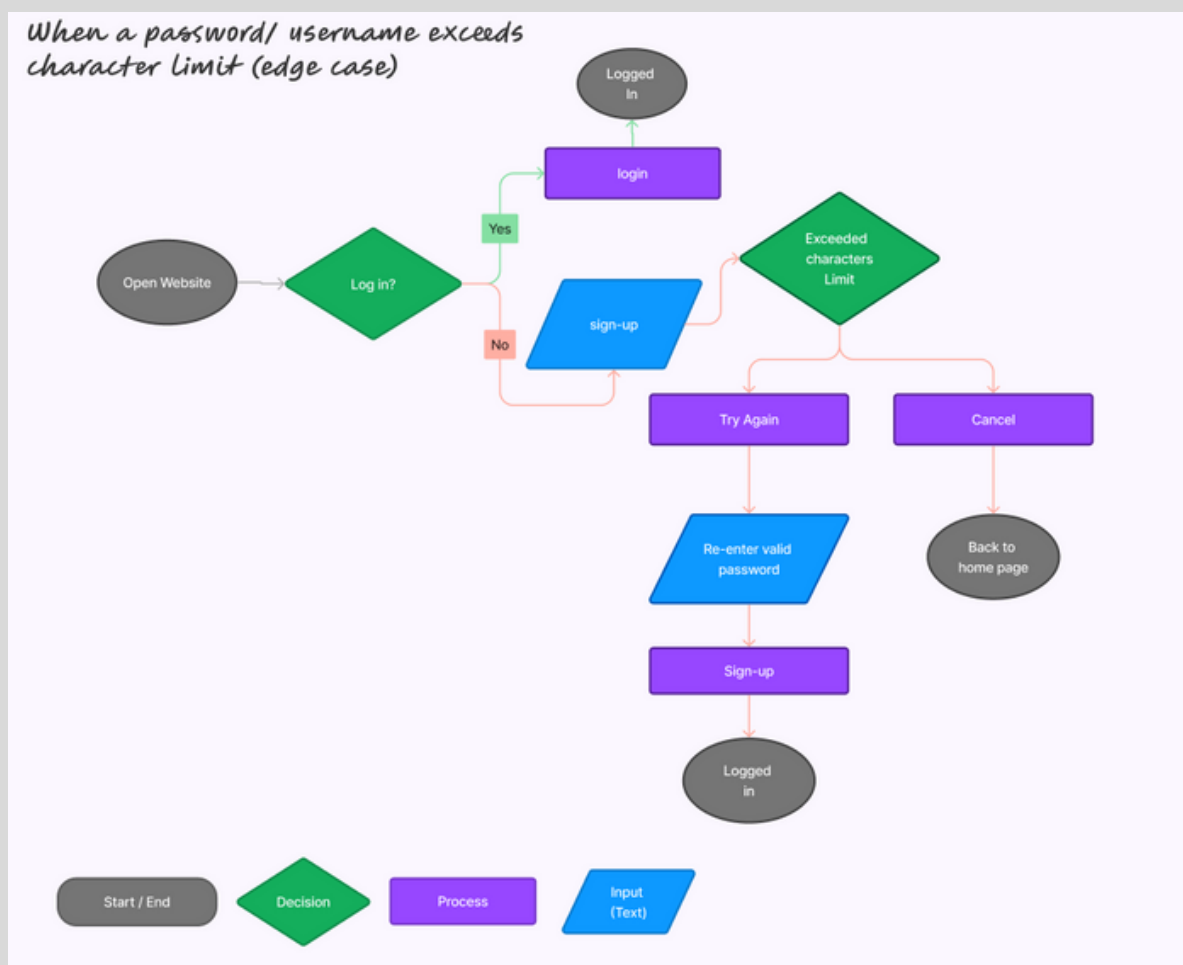 When a password/ username exceeds
character limit (edge case)
Logged
In
login
Yes
Exceeded
characters
Limit
Open Website
Log in?
sign-up
No
Try Again
Cancel
Re-enter valid
password
Back to
home page
Sign-up
Logged
in
Start / End
Decision
Process
Input
(Text)